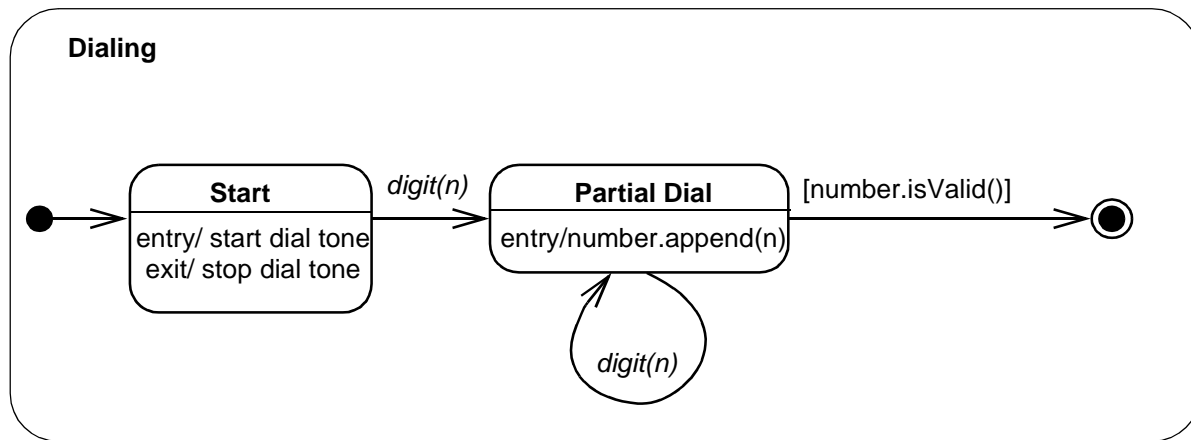 Dialing
Start
entry/ start dial tone
exit/ stop dial tone
digit(n)
Partial Dial
entry/number.append(n)
digit(n)
[number.isValid()]